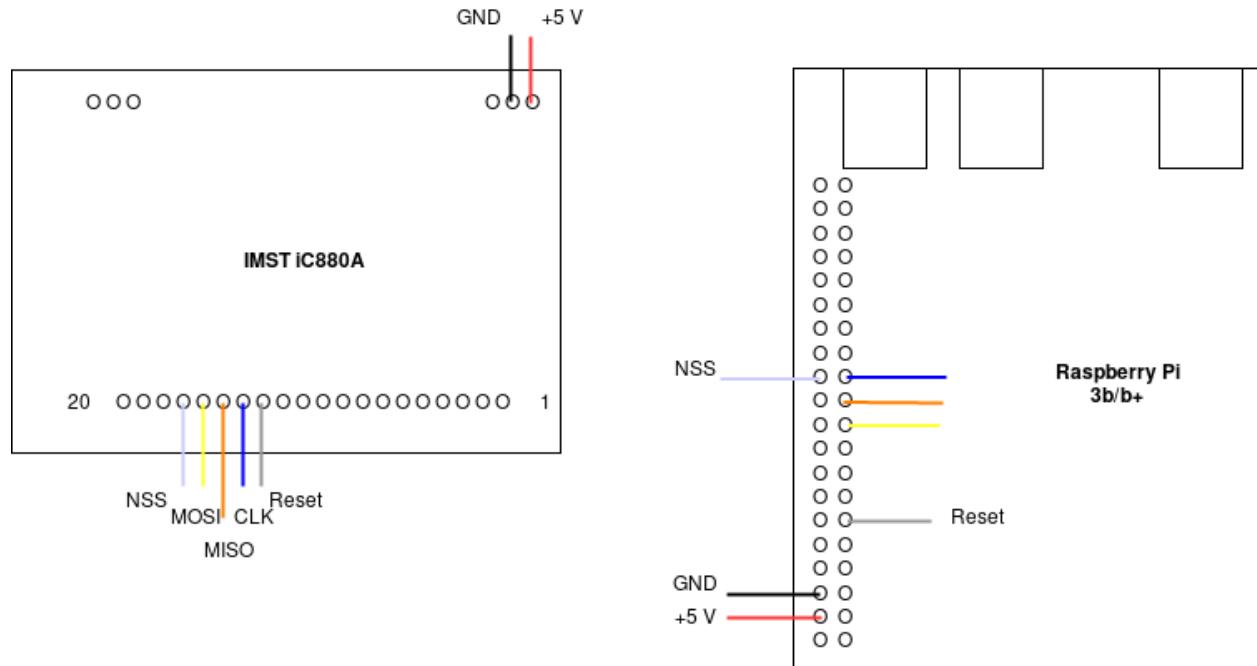 GND +5 V
IMST iC880A
20 1
NSS
MOSI
MISO
CLK
Reset
NSS
Raspberry Pi
3b/b+
Reset
GND
+5 V